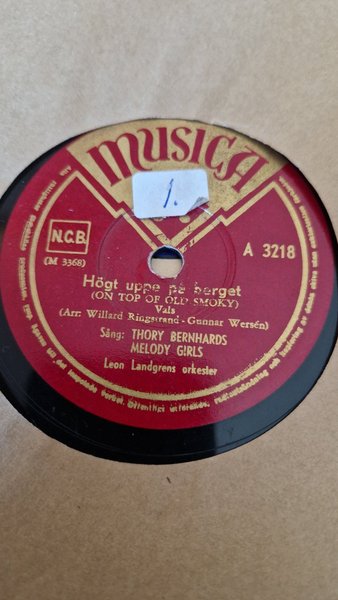 MUSICA
1.
N.C.B.
(M 3368)
A 3218
Högt uppe på berget
(ON TOP OF OLD SMOKY)
Vals
(Arr: Willard Ringstrand - Gunnar Wersén)
Sång: THORY BERNHARDS
MELODY GIRLS
Leon Landgrens orkester